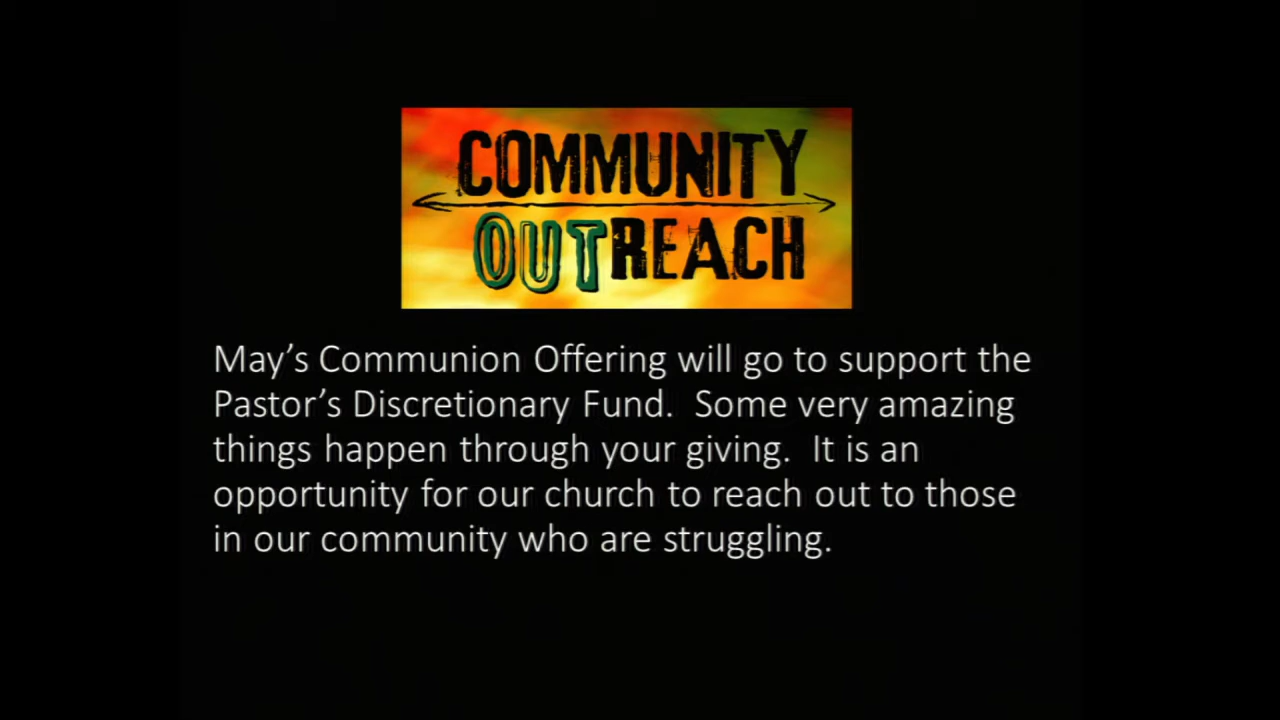 COMMUNITY
OUTREACH
May’s Communion Offering will go to support the
Pastor’s Discretionary Fund.  Some very amazing
things happen through your giving.  It is an
opportunity for our church to reach out to those
in our community who are struggling.